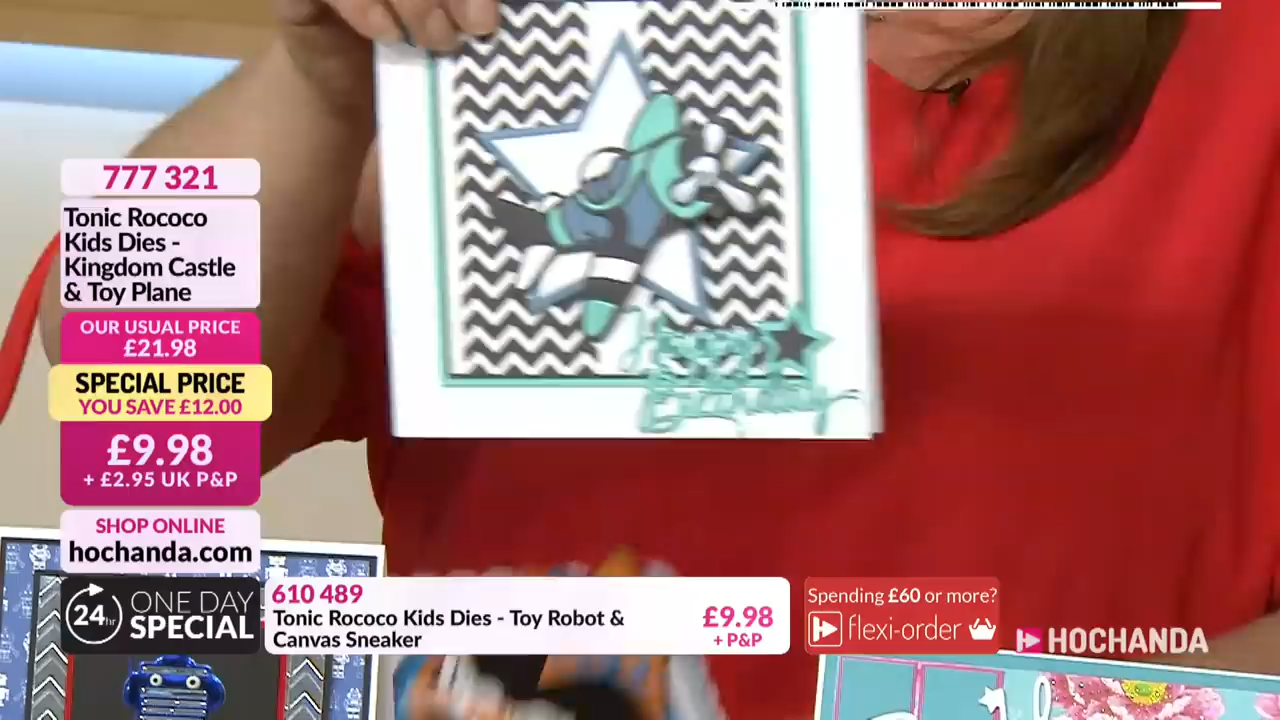 777 321
Tonic Rococo
Kids Dies -
Kingdom Castle
& Toy Plane
OUR USUAL PRICE
£21.98
SPECIAL PRICE
YOU SAVE £12.00
£9.98
+ £2.95 UK P&P
SHOP ONLINE
hochanda.com
24hr
ONE DAY
SPECIAL
610 489
Tonic Rococo Kids Dies - Toy Robot &
Canvas Sneaker
£9.98
+ P&P
Spending £60 or more?
flexi-order
HOCHANDA
Happy
Birthday